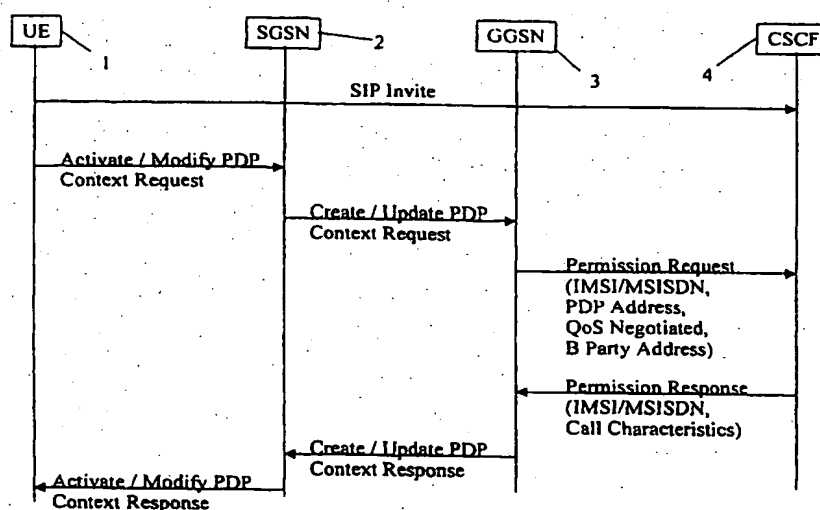 UE
SGSN
GGSN
CSCF
1
2
3
4
SIP Invite
Activate / Modify PDP
Context Request
Create / Update PDP
Context Request
Permission Request
(IMSI/MSISDN,
PDP Address,
QoS Negotiated,
B Party Address)
Permission Response
(IMSI/MSISDN,
Call Characteristics)
Create / Update PDP
Context Response
Activate / Modify PDP
Context Response